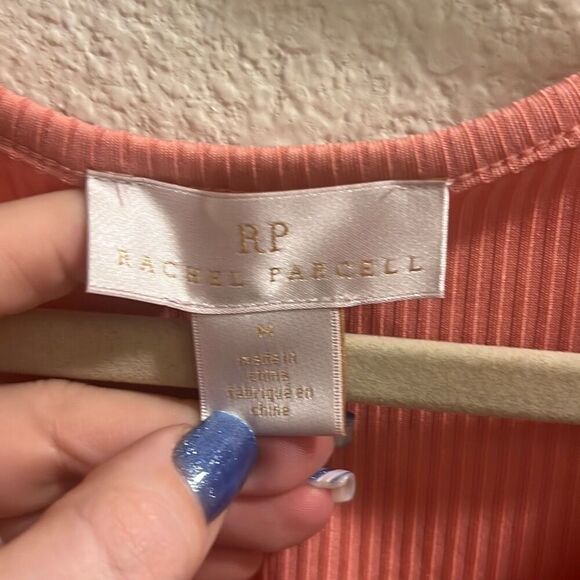 RP
RACHEL PARCELL
M
made in
china
fabriqué en
chine